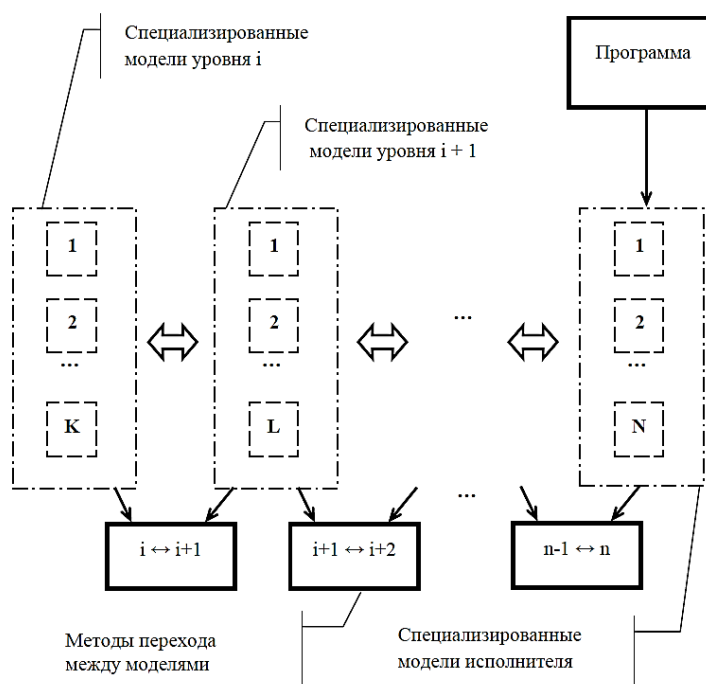 Специализированные
модели уровня i
Программа
Специализированные
модели уровня i + 1
1
1
1
2
2
...
2
...
...
...
K
L
N
...
i ↔ i+1
i+1 ↔ i+2
n-1 ↔ n
Методы перехода
между моделями
Специализированные
модели исполнителя